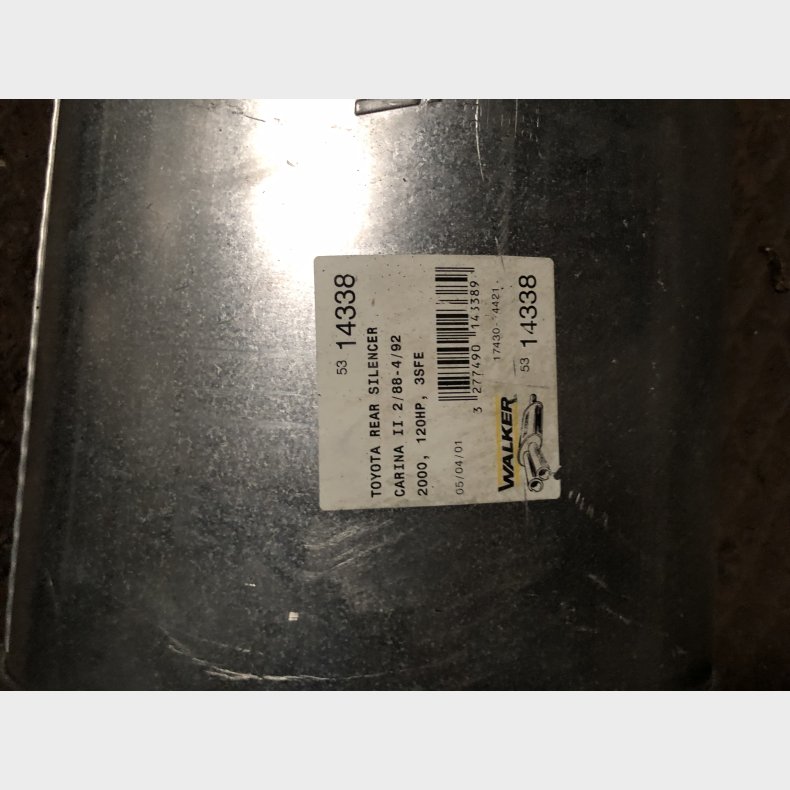 53 14338
TOYOTA REAR SILENCER
CARINA II 2/88-4/92
2000, 120HP, 3SFE
05/04/01
3 277490 143389
17430- 4421.
WALKER
53 14338